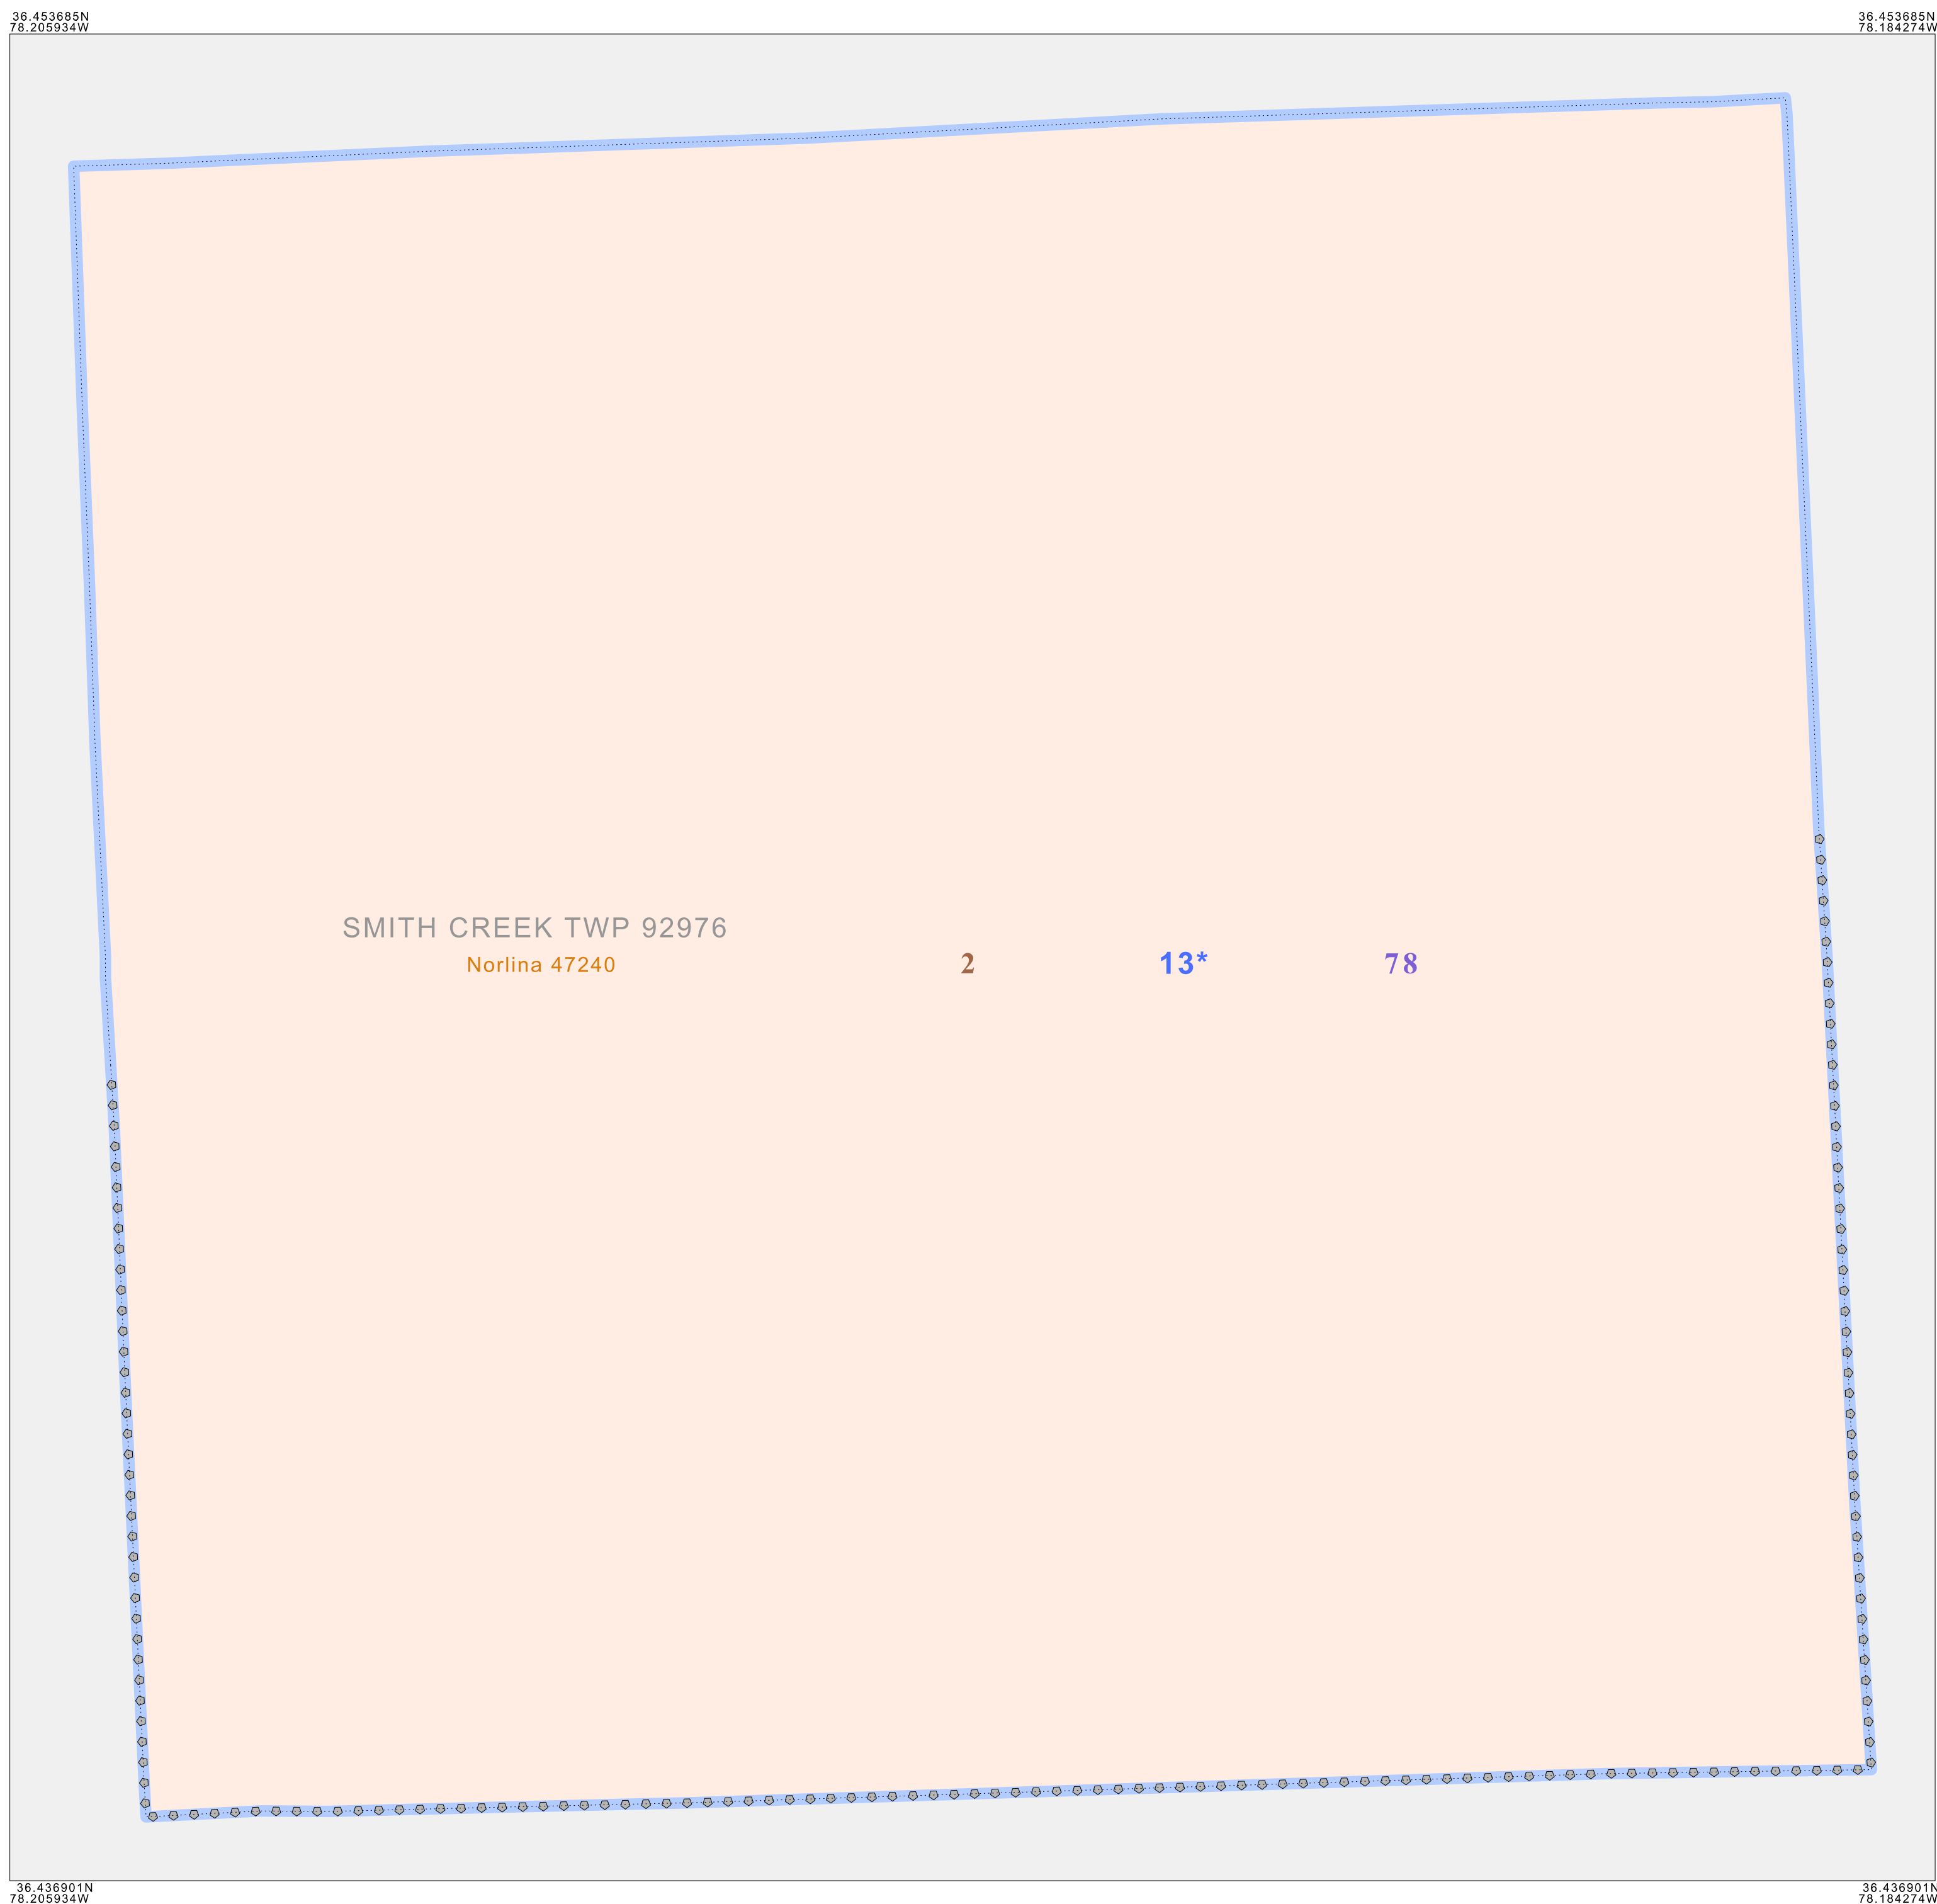 36.453685N
78.205934W
36.453685N
78.184274W
SMITH CREEK TWP 92976
Norlina 47240
2
13*
78
36.436901N
78.205934W
36.436901N
78.184274W